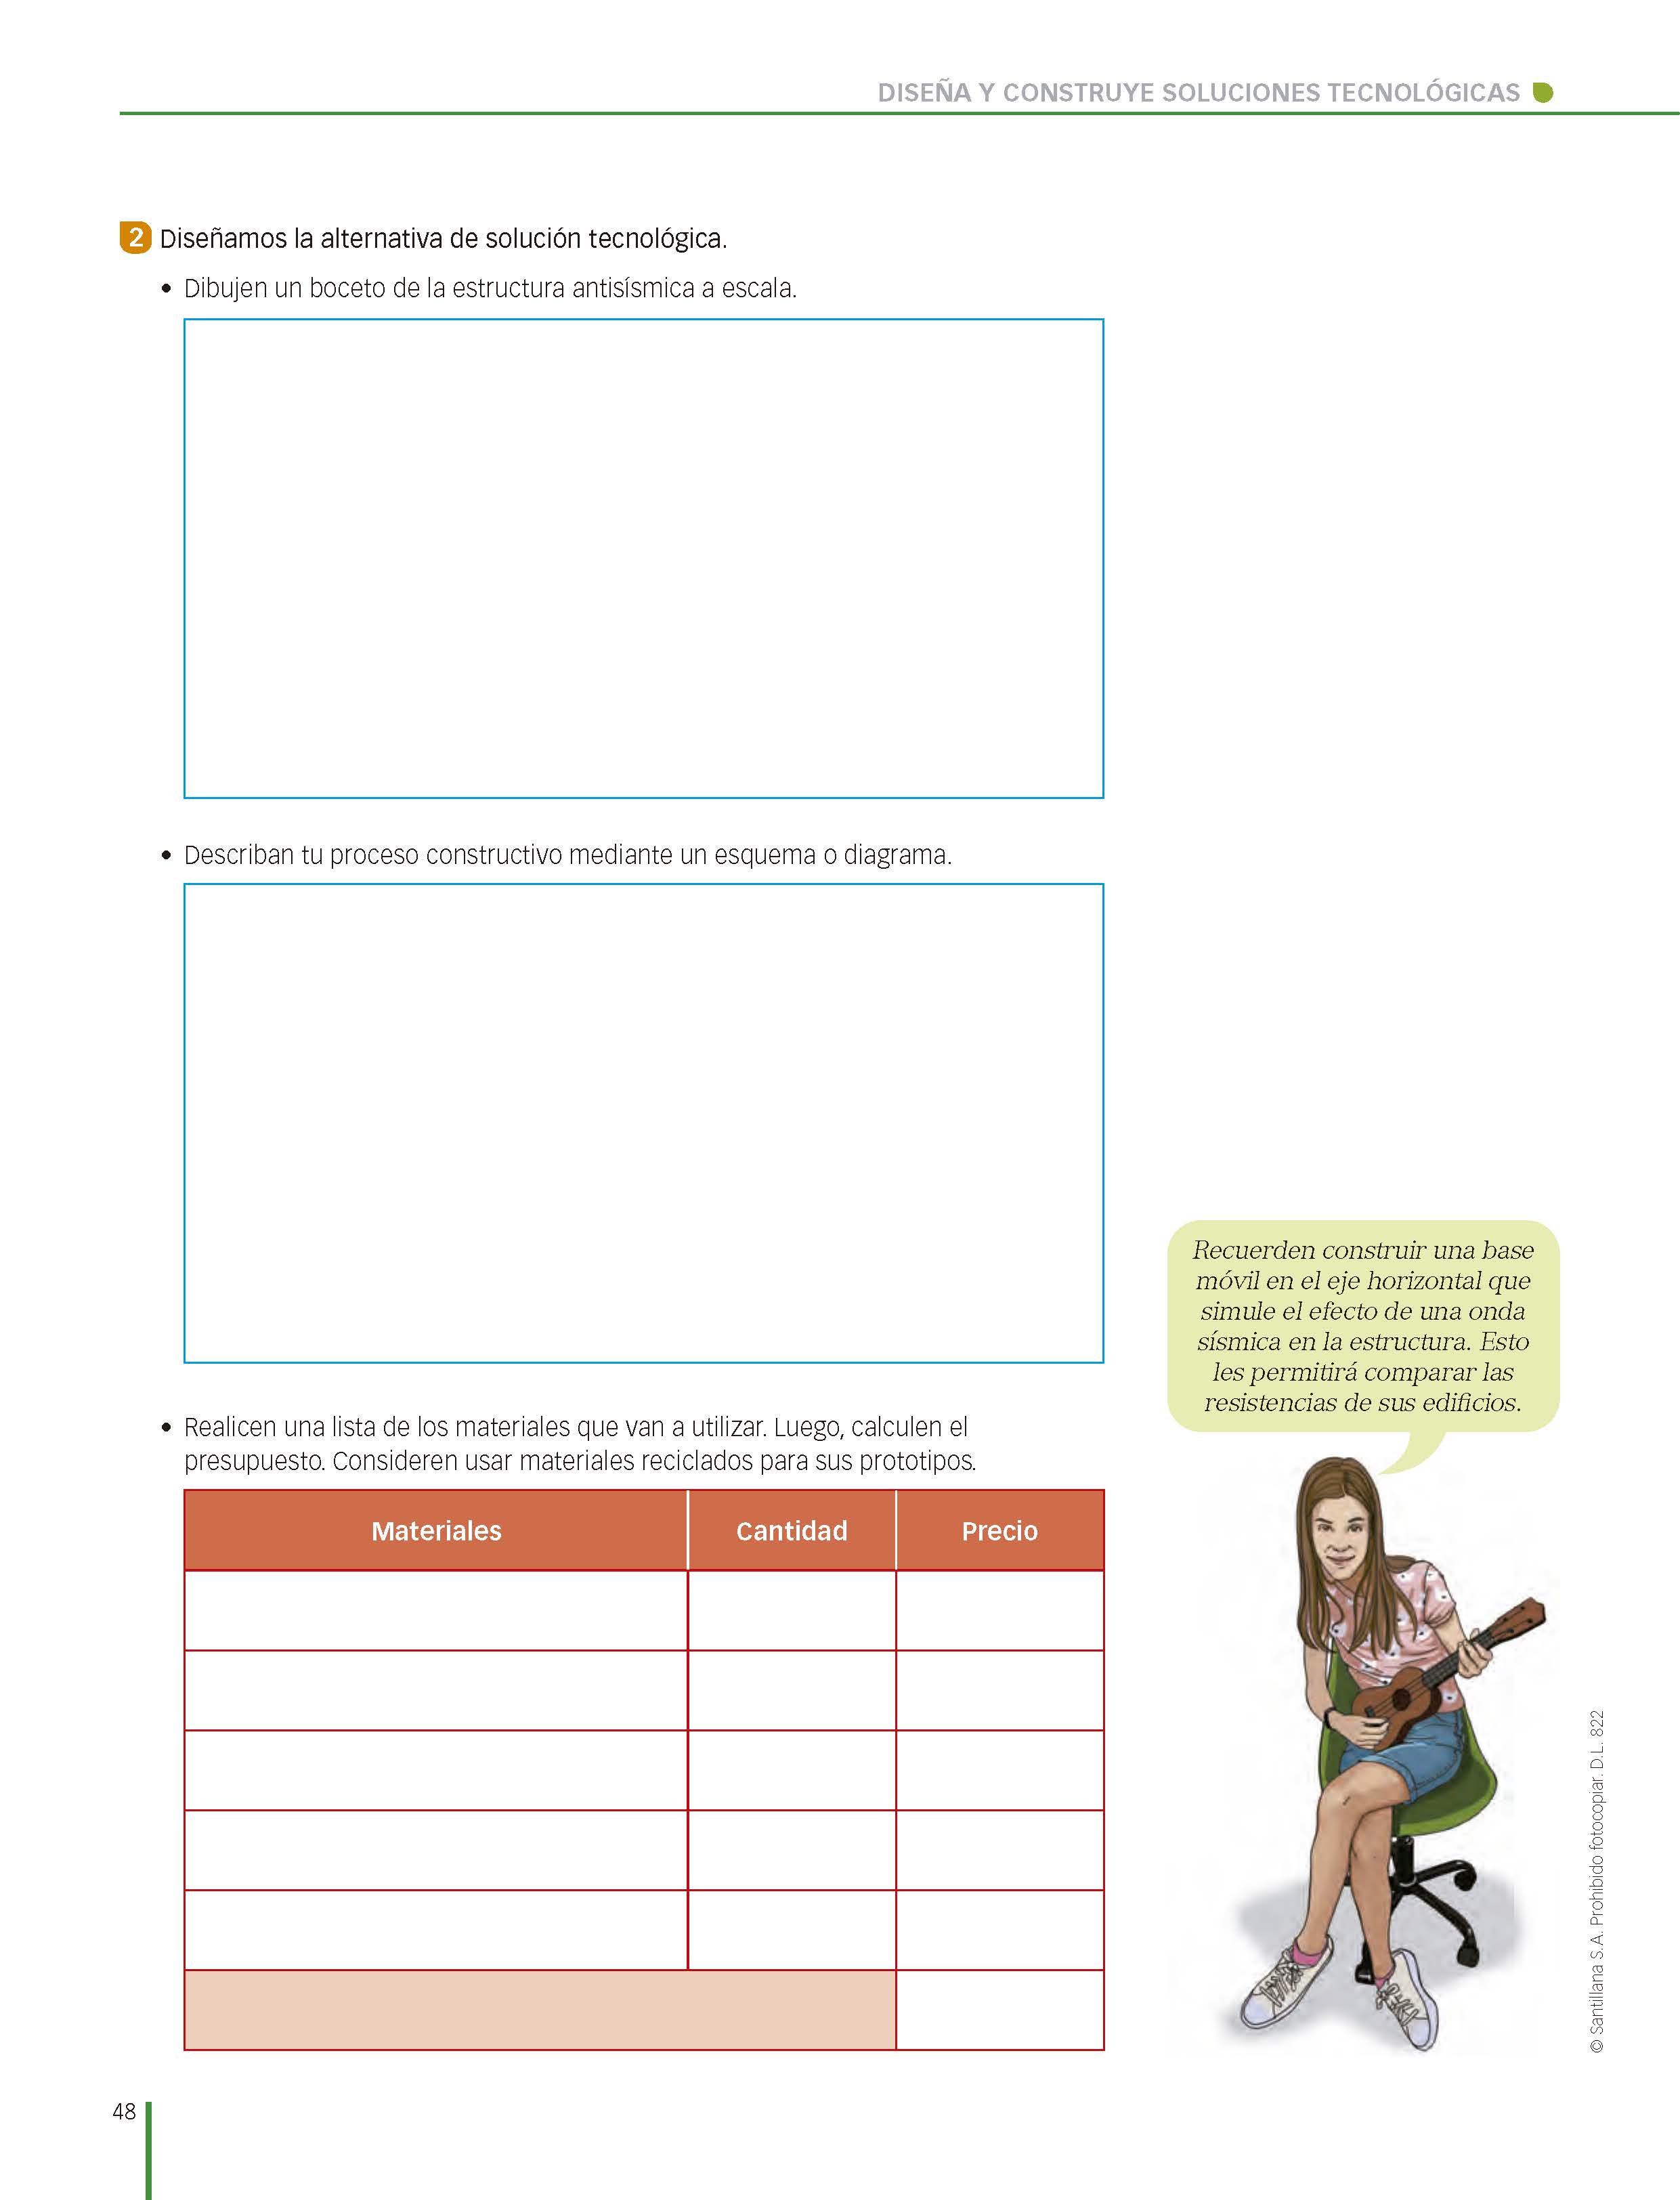 DISEÑA Y CONSTRUYE SOLUCIONES TECNOLÓGICAS
2 Diseñamos la alternativa de solución tecnológica.
• Dibujen un boceto de la estructura antisísmica a escala.
• Describan tu proceso constructivo mediante un esquema o diagrama.
Recuerden construir una base
móvil en el eje horizontal que
simule el efecto de una onda
sísmica en la estructura. Esto
les permitirá comparar las
resistencias de sus edificios.
• Realicen una lista de los materiales que van a utilizar. Luego, calculen el
presupuesto. Consideren usar materiales reciclados para sus prototipos.
Materiales Cantidad Precio
© Santillana S.A. Prohibido fotocopiar. D.L. 822
48